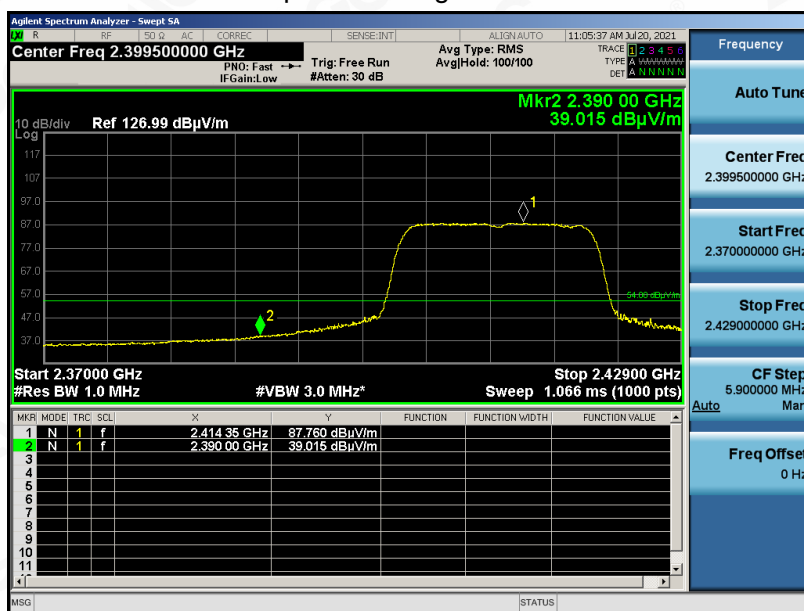 Agilent Spectrum Analyzer - Swept SA
LXI R RF 50 Ω AC CORREC SENSE:INT ALIGN AUTO 11:05:37 AM Jul 20, 2021
Center Freq 2.399500000 GHz
PNO: Fast
IFGain:Low
Trig: Free Run
#Atten: 30 dB
Avg Type: RMS
Avg|Hold: 100/100
TRACE 1 2 3 4 5 6
TYPE A WWWWW
DET A N N N N N
Mkr2 2.390 00 GHz
39.015 dBµV/m
10 dB/div Ref 126.99 dBµV/m
Log
117
107
97.0
87.0
77.0
67.0
57.0
47.0
37.0
1
2
54.00 dBµV/m
Start 2.37000 GHz Stop 2.42900 GHz
#Res BW 1.0 MHz #VBW 3.0 MHz* Sweep 1.066 ms (1000 pts)
MKR MODE TRC SCL X Y FUNCTION FUNCTION WIDTH FUNCTION VALUE
1 N 1 f 2.414 35 GHz 87.760 dBµV/m
2 N 1 f 2.390 00 GHz 39.015 dBµV/m
3
4
5
6
7
8
9
10
11
MSG STATUS
Frequency
Auto Tune
Center Freq
2.399500000 GHz
Start Freq
2.370000000 GHz
Stop Freq
2.429000000 GHz
CF Step
5.900000 MHz
Auto Man
Freq Offset
0 Hz